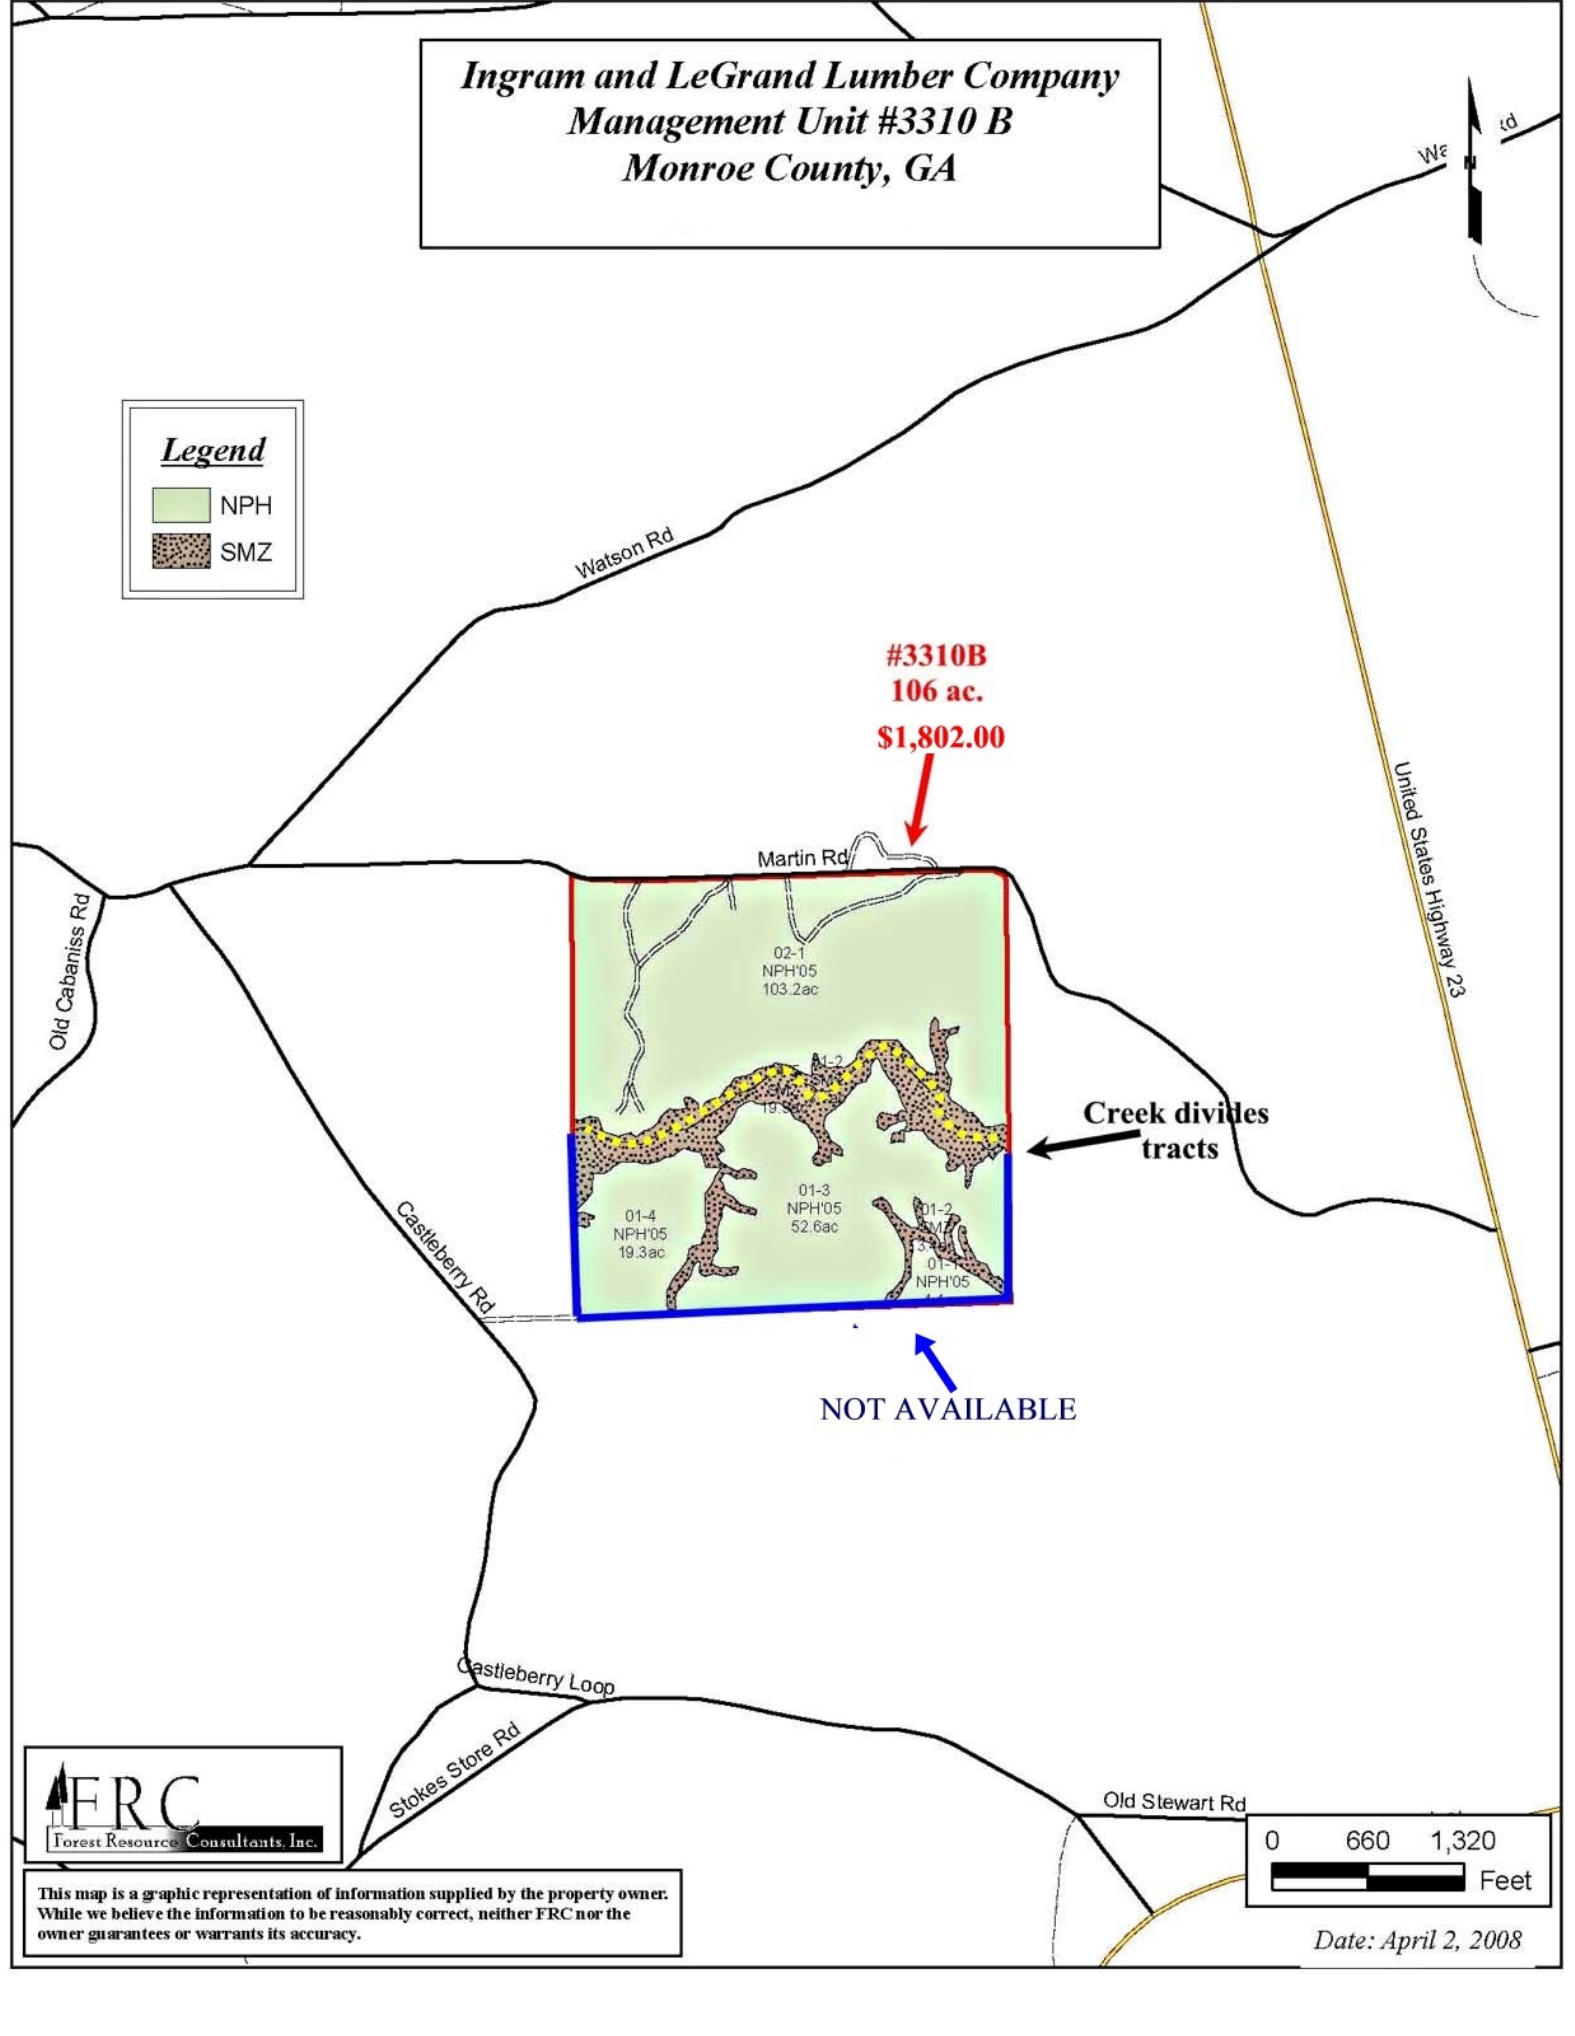 Ingram and LeGrand Lumber Company
Management Unit #3310 B
Monroe County, GA
N
Legend
NPH
SMZ
Watson Rd
#3310B
106 ac.
$1,802.00
United States Highway 23
Martin Rd
Old Cabaniss Rd
02-1
NPH'05
103.2ac
01-2
Creek divides
tracts
01-3
NPH'05
52.6ac
01-4
NPH'05
19.3ac
01-2
NPH'05
Castleberry Rd
NOT AVAILABLE
Castleberry Loop
Stokes Store Rd
Old Stewart Rd
FRC
Forest Resource Consultants, Inc.
0 660 1,320
Feet
This map is a graphic representation of information supplied by the property owner.
While we believe the information to be reasonably correct, neither FRC nor the
owner guarantees or warrants its accuracy.
Date: April 2, 2008